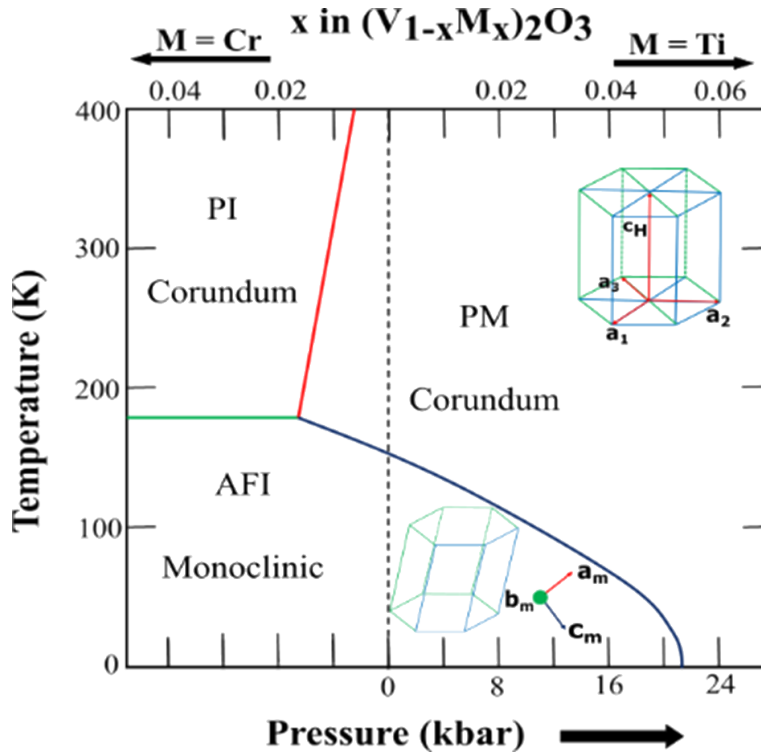 x in (V1-xMx)2O3
M = Cr
M = Ti
0.04 0.02 0.02 0.04 0.06
400
PI
cH
300
Corundum
a3
PM
a2
a1
Temperature (K)
200
Corundum
AFI
100
Monoclinic
am
bm
cm
0
0 8 16 24
Pressure (kbar)